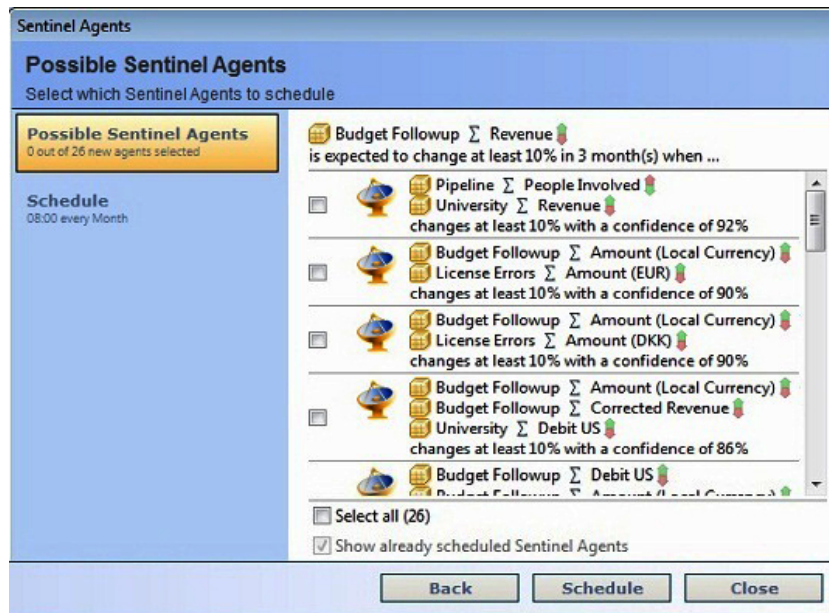 Sentinel Agents
Possible Sentinel Agents
Select which Sentinel Agents to schedule
Possible Sentinel Agents
0 out of 26 new agents selected
Schedule
08:00 every Month
Budget Followup Σ Revenue
is expected to change at least 10% in 3 month(s) when ...
Pipeline Σ People Involved
University Σ Revenue
changes at least 10% with a confidence of 92%
Budget Followup Σ Amount (Local Currency)
License Errors Σ Amount (EUR)
changes at least 10% with a confidence of 90%
Budget Followup Σ Amount (Local Currency)
License Errors Σ Amount (DKK)
changes at least 10% with a confidence of 90%
Budget Followup Σ Amount (Local Currency)
Budget Followup Σ Corrected Revenue
University Σ Debit US
changes at least 10% with a confidence of 86%
Budget Followup Σ Debit US
Budget Followup Σ Amount (Local Currency)
Select all (26)
Show already scheduled Sentinel Agents
Back Schedule Close